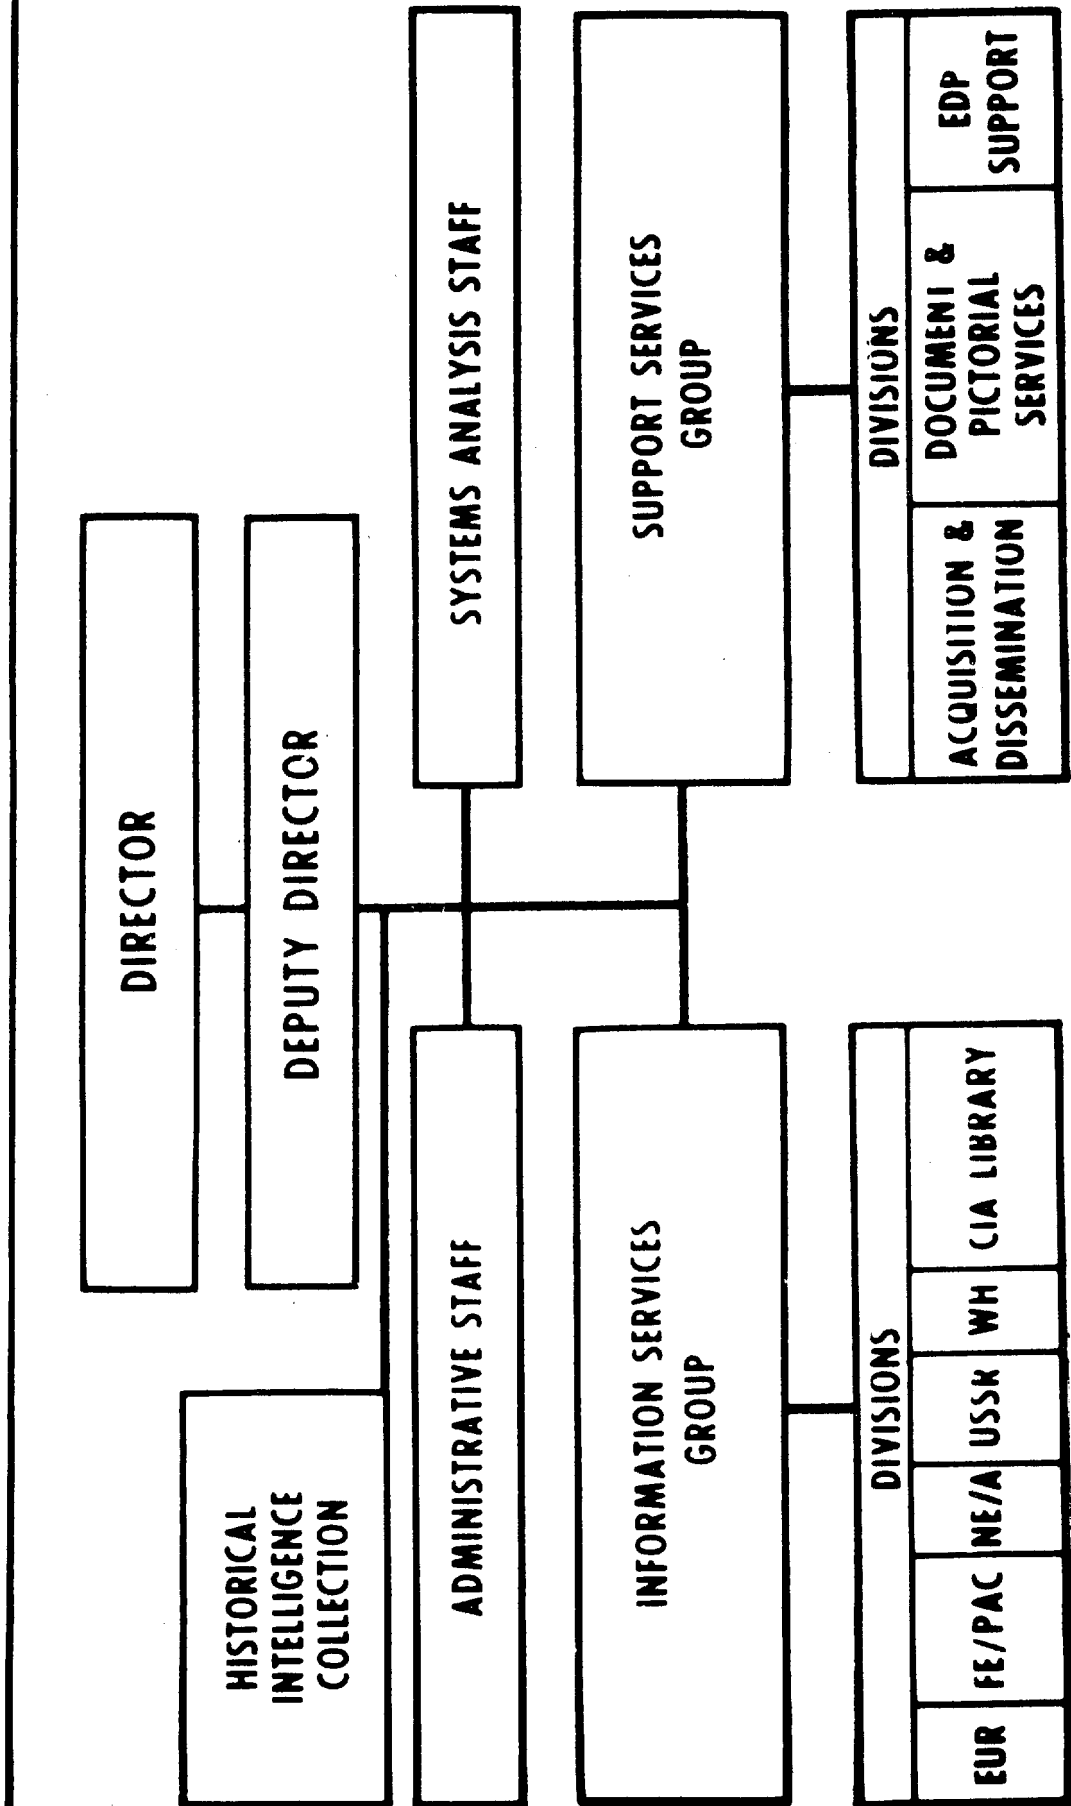 DIRECTOR
DEPUTY DIRECTOR
HISTORICAL
INTELLIGENCE
COLLECTION
ADMINISTRATIVE STAFF
SYSTEMS ANALYSIS STAFF
INFORMATION SERVICES
GROUP
SUPPORT SERVICES
GROUP
DIVISIONS
EUR
FE/PAC
NE/A
USSR
WH
CIA LIBRARY
DIVISIONS
ACQUISITION &
DISSEMINATION
DOCUMENT &
PICTORIAL
SERVICES
EDP
SUPPORT